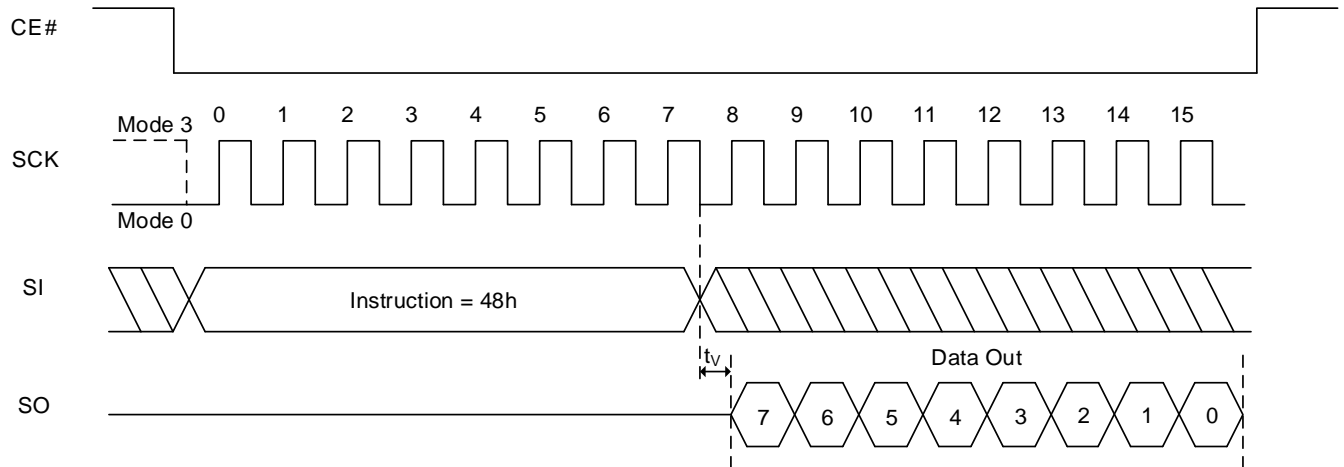 CE#
0 1 2 3 4 5 6 7 8 9 10 11 12 13 14 15
Mode 3
SCK
Mode 0
SI
Instruction = 48h
tV
Data Out
SO
7 6 5 4 3 2 1 0